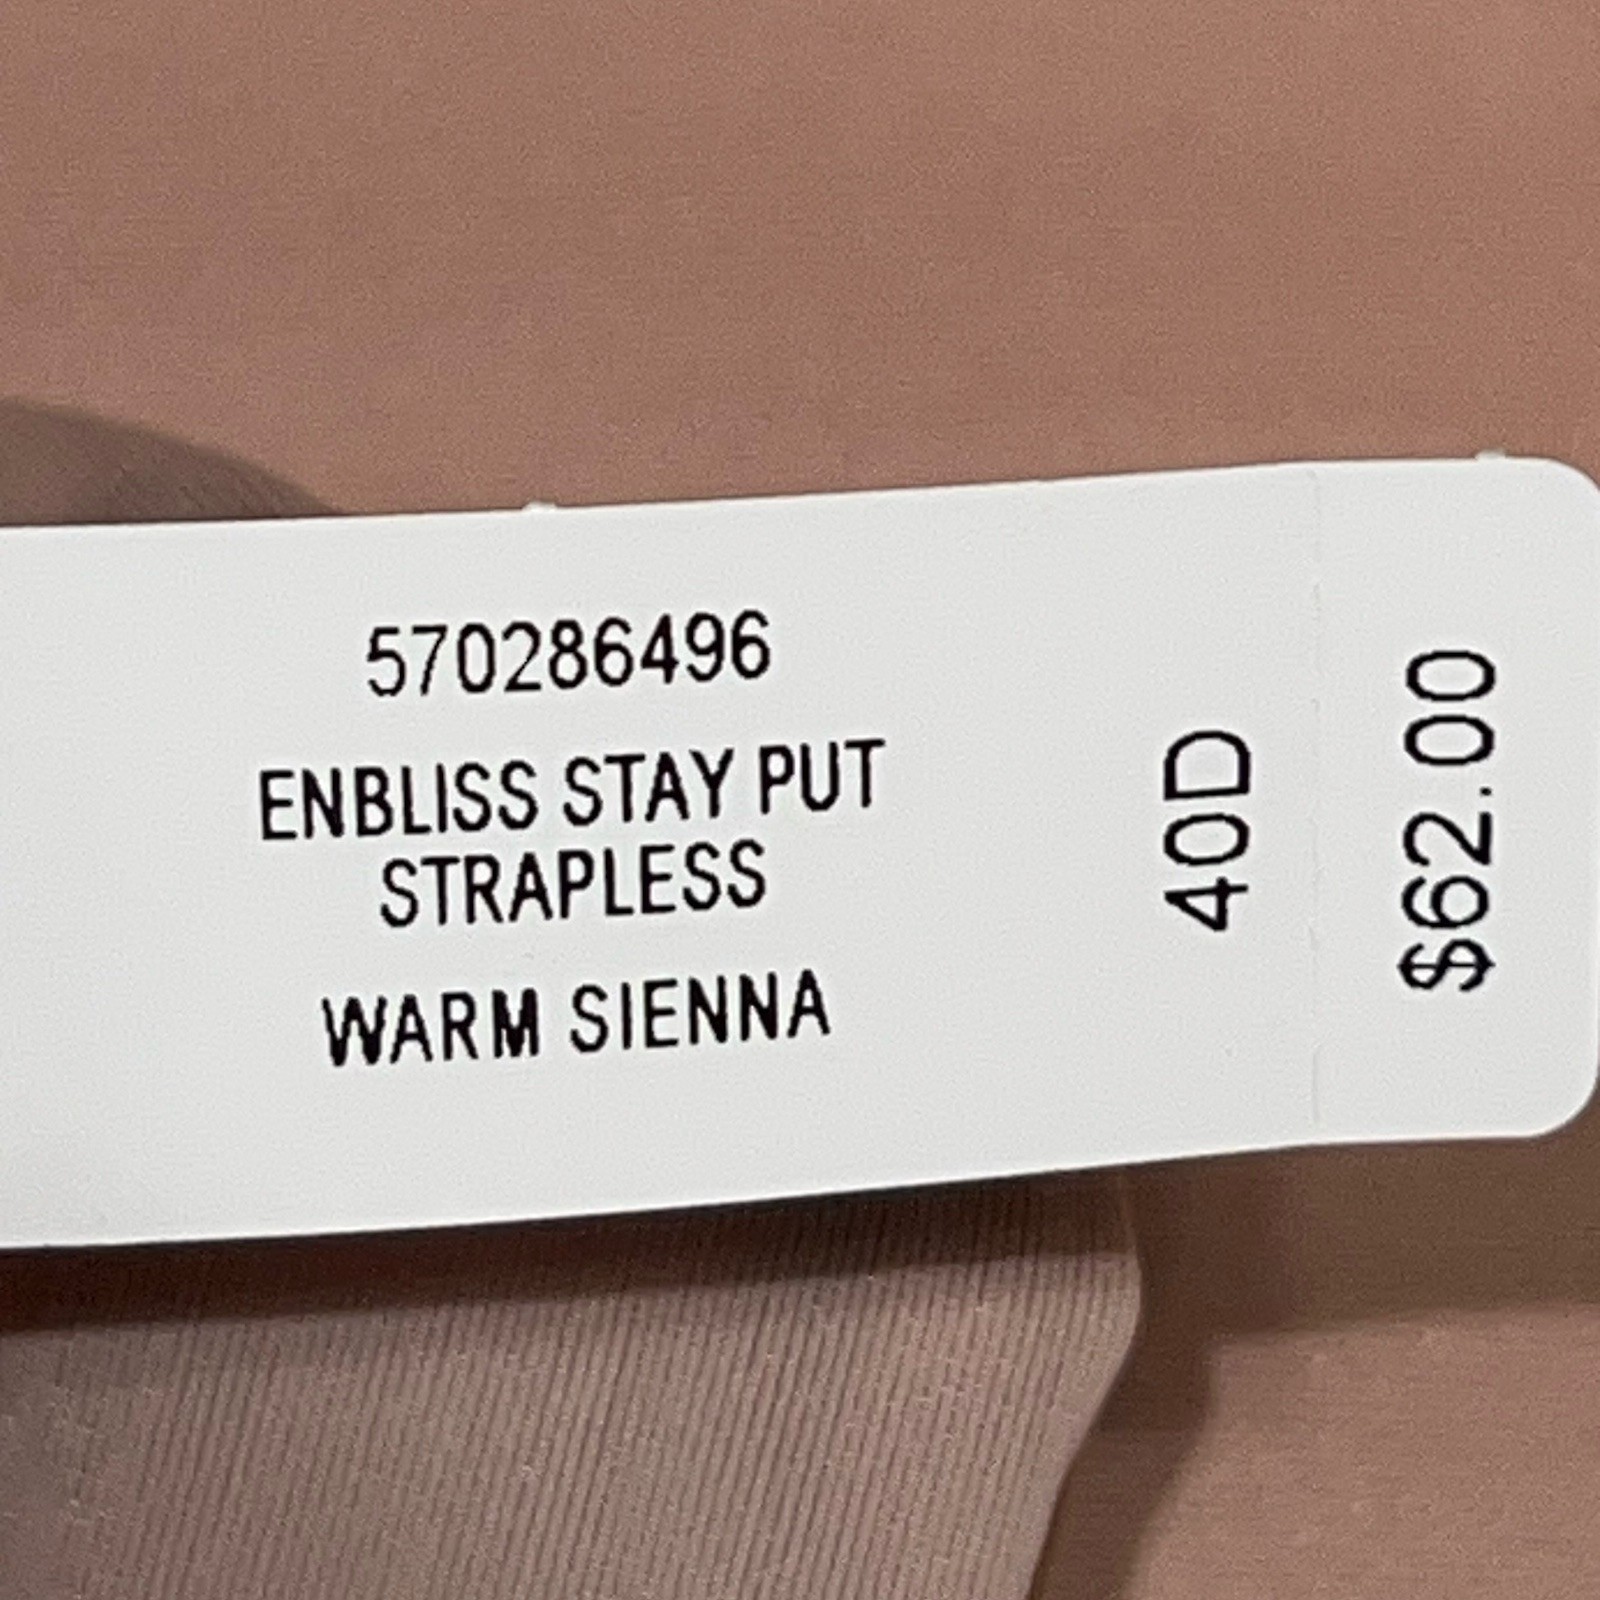 570286496
ENBLISS STAY PUT
STRAPLESS
WARM SIENNA
40D
$62.00